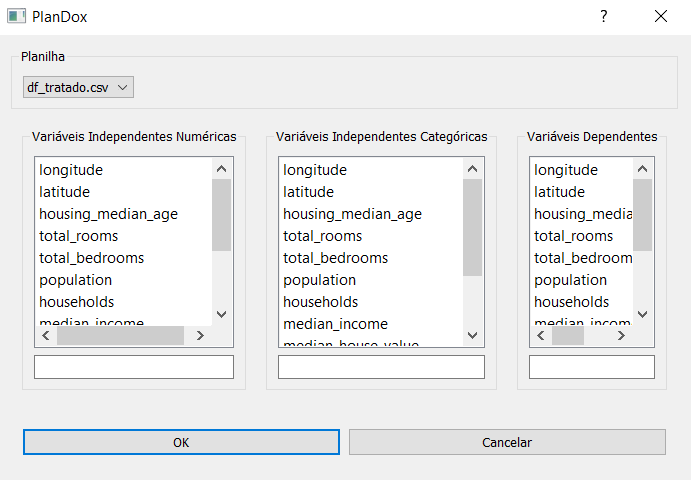 PlanDox
Planilha
df_tratado.csv
Variáveis Independentes Numéricas
longitude
latitude
housing_median_age
total_rooms
total_bedrooms
population
households
median_income
Variáveis Independentes Categóricas
longitude
latitude
housing_median_age
total_rooms
total_bedrooms
population
households
median_income
median_house_value
Variáveis Dependentes
longitude
latitude
housing_media
total_rooms
total_bedroom
population
households
median_incom
OK
Cancelar